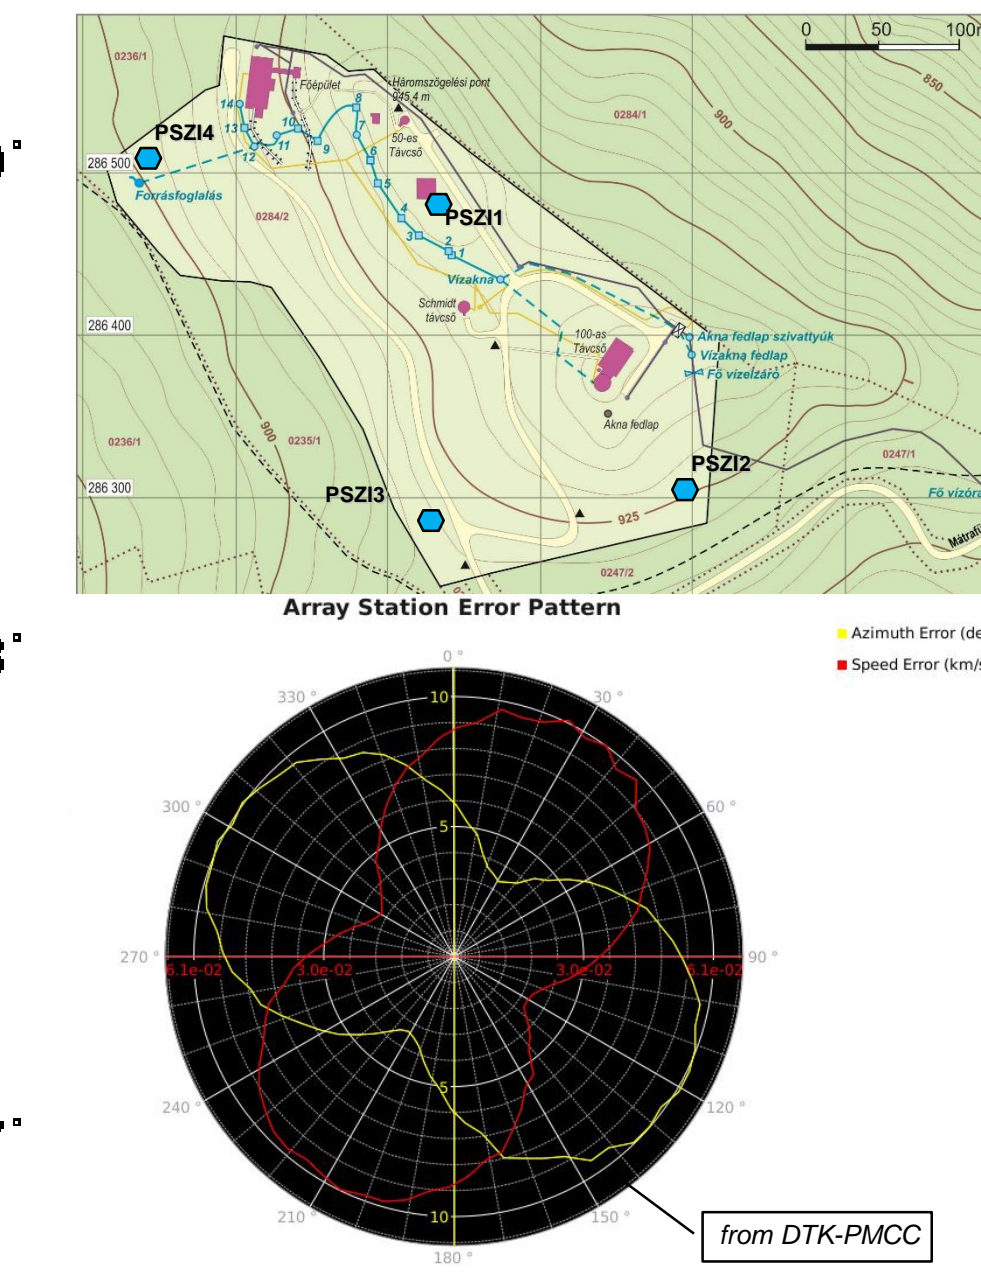 0 50 100m
0236/1
850
Főépület
Háromszögelési pont
945,4 m
0284/1
900
14
8
13
10
7
50-es
Távcső
PSZI4
12
11
9
6
286 500
Forrásfoglalás
5
0284/2
4
PSZI1
3
2
1
Vízakna
Schmidt
távcső
286 400
100-as
Távcső
Akna fedlap szivattyúk
Vízakna fedlap
Fő vízelzáró
Akna fedlap
900
0236/1
0235/1
0247/1
PSZI2
286 300
PSZI3
Fő vízóra
925
Mátrafü
0247/2
Array Station Error Pattern
Azimuth Error (de
Speed Error (km/s
0 °
330 °
10
30 °
300 °
5
60 °
270 °
90 °
6.1e-02
3.0e-02
3.0e-02
6.1e-02
240 °
5
120 °
210 °
10
150 °
180 °
from DTK-PMCC